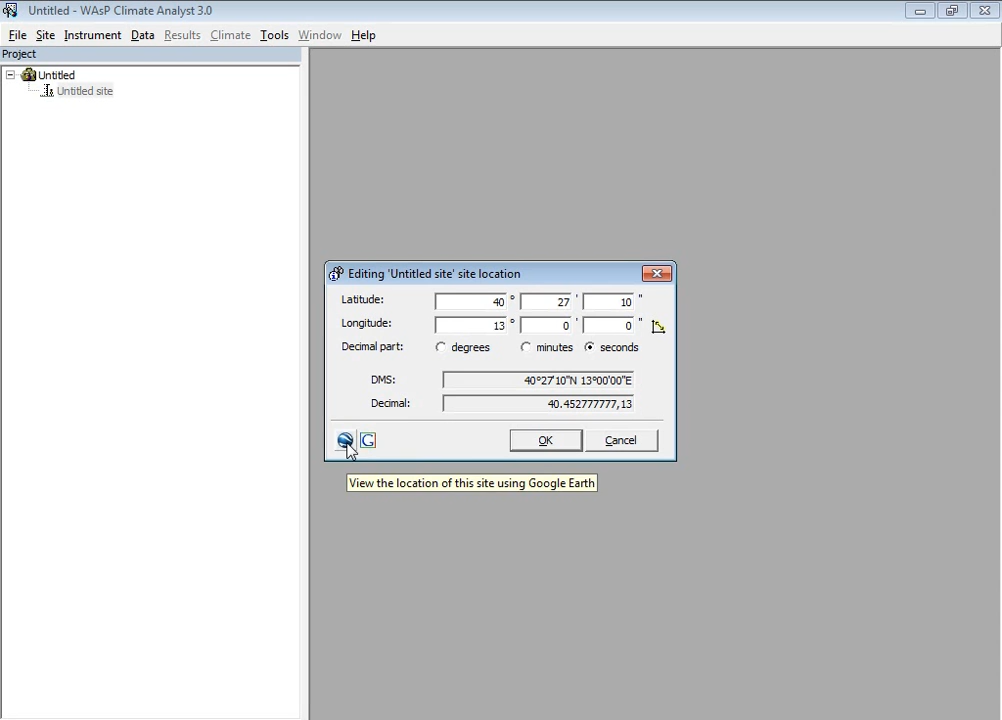 Untitled - WAsP Climate Analyst 3.0
File Site Instrument Data Results Climate Tools Window Help
Project
Untitled
Untitled site
Editing 'Untitled site' site location
Latitude: 40 ° 27 ' 10 "
Longitude: 13 ° 0 ' 0 "
Decimal part: degrees minutes seconds
DMS: 40°27'10"N 13°00'00"E
Decimal: 40.452777777,13
G OK Cancel
View the location of this site using Google Earth